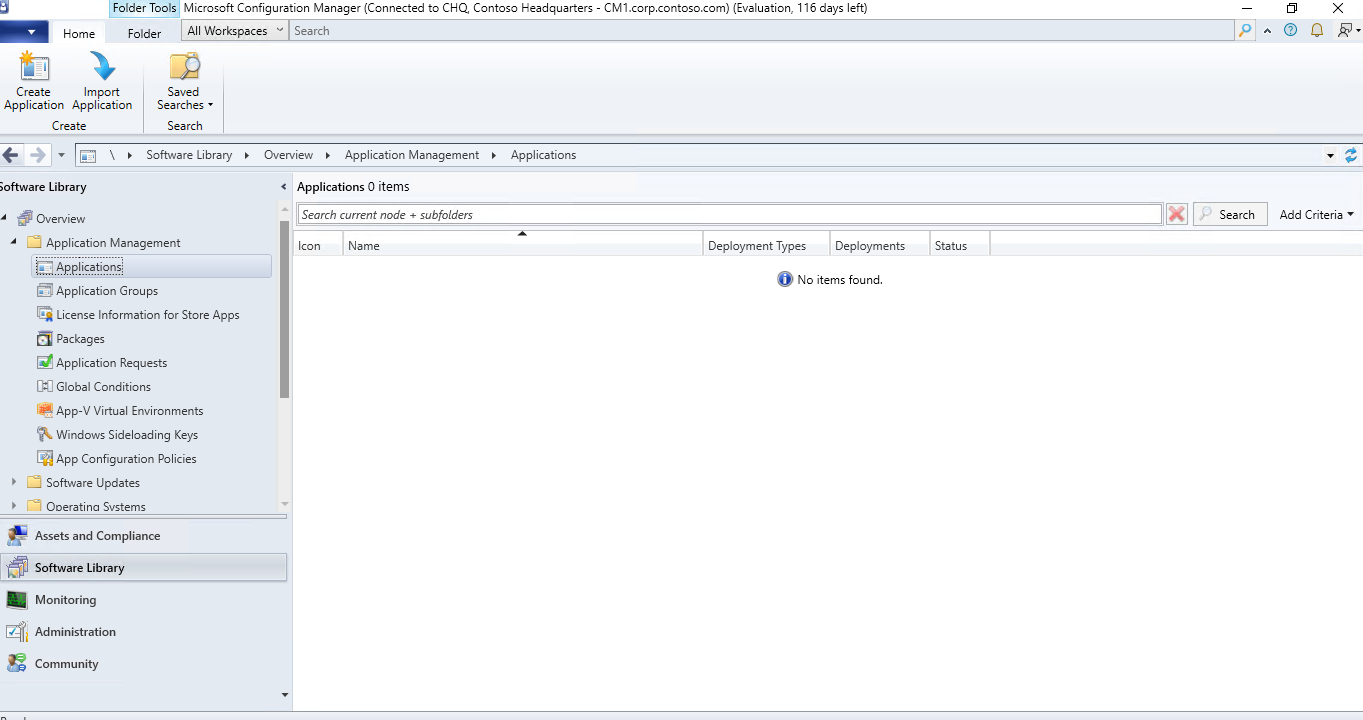 Folder Tools Microsoft Configuration Manager (Connected to CHQ, Contoso Headquarters - CM1.corp.contoso.com) (Evaluation, 116 days left)
Home Folder All Workspaces Search
Create Application
Import Application
Saved Searches
Create Search
\ Software Library Overview Application Management Applications
Software Library
Overview
Application Management
Applications
Application Groups
License Information for Store Apps
Packages
Application Requests
Global Conditions
App-V Virtual Environments
Windows Sideloading Keys
App Configuration Policies
Software Updates
Operating Systems
Assets and Compliance
Software Library
Monitoring
Administration
Community
Applications 0 items
Search current node + subfolders Search Add Criteria
Icon Name Deployment Types Deployments Status
No items found.